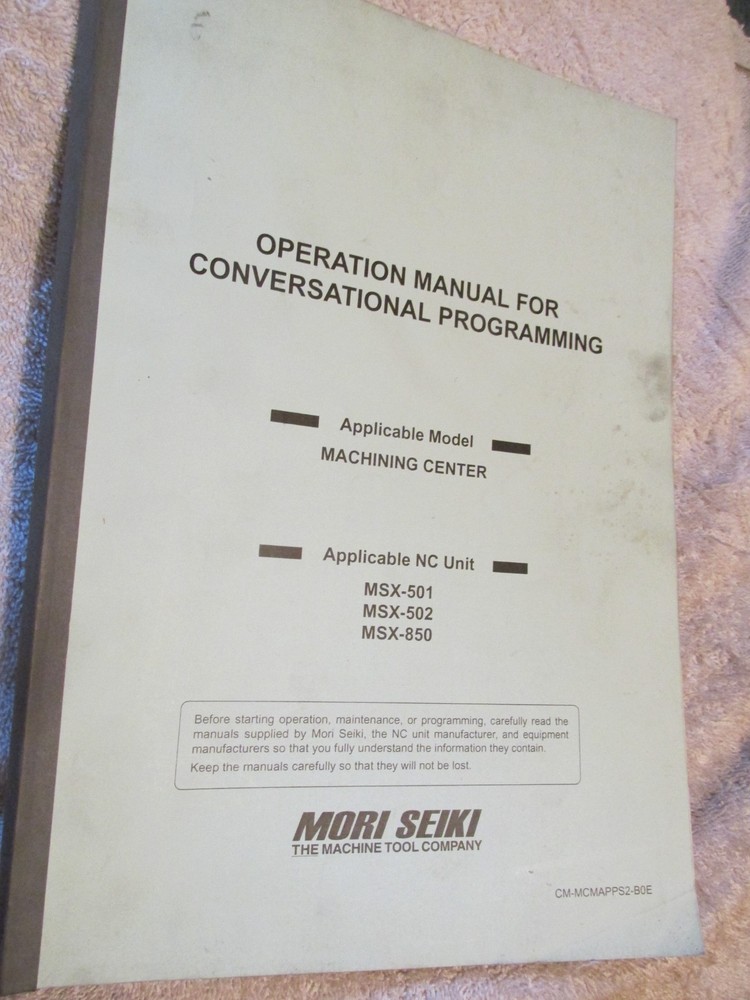 OPERATION MANUAL FOR
CONVERSATIONAL PROGRAMMING
Applicable Model
MACHINING CENTER
Applicable NC Unit
MSX-501
MSX-502
MSX-850
Before starting operation, maintenance, or programming, carefully read the
manuals supplied by Mori Seiki, the NC unit manufacturer, and equipment
manufacturers so that you fully understand the information they contain.
Keep the manuals carefully so that they will not be lost.
MORI SEIKI
THE MACHINE TOOL COMPANY
CM-MCMAPPS2-B0E